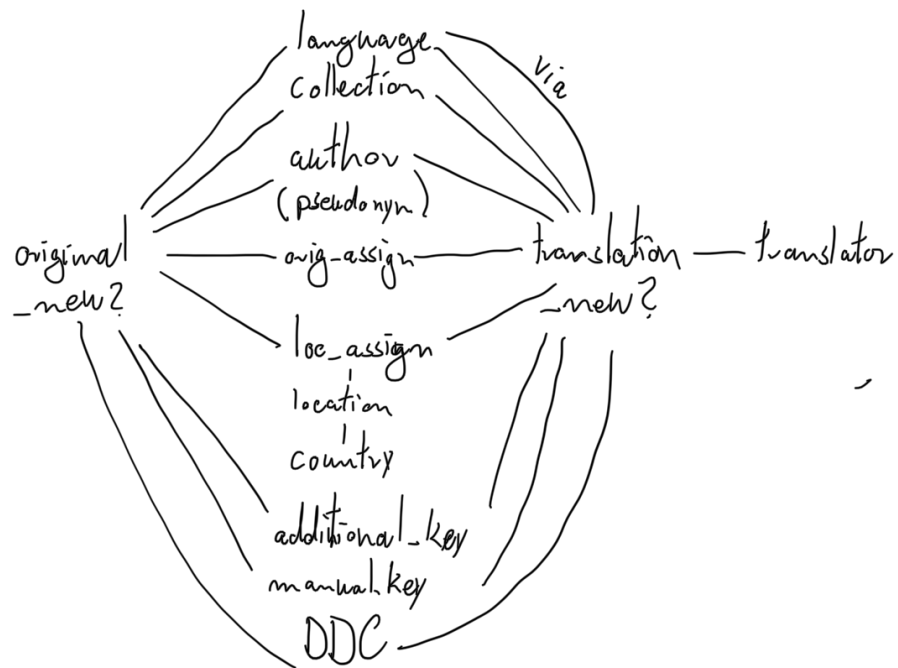 language
via
collection
author
(pseudonym)
original
_new?
orig_assign
translation
_new?
translator
loc_assign
location
country
additional_key
manual_key
DDC